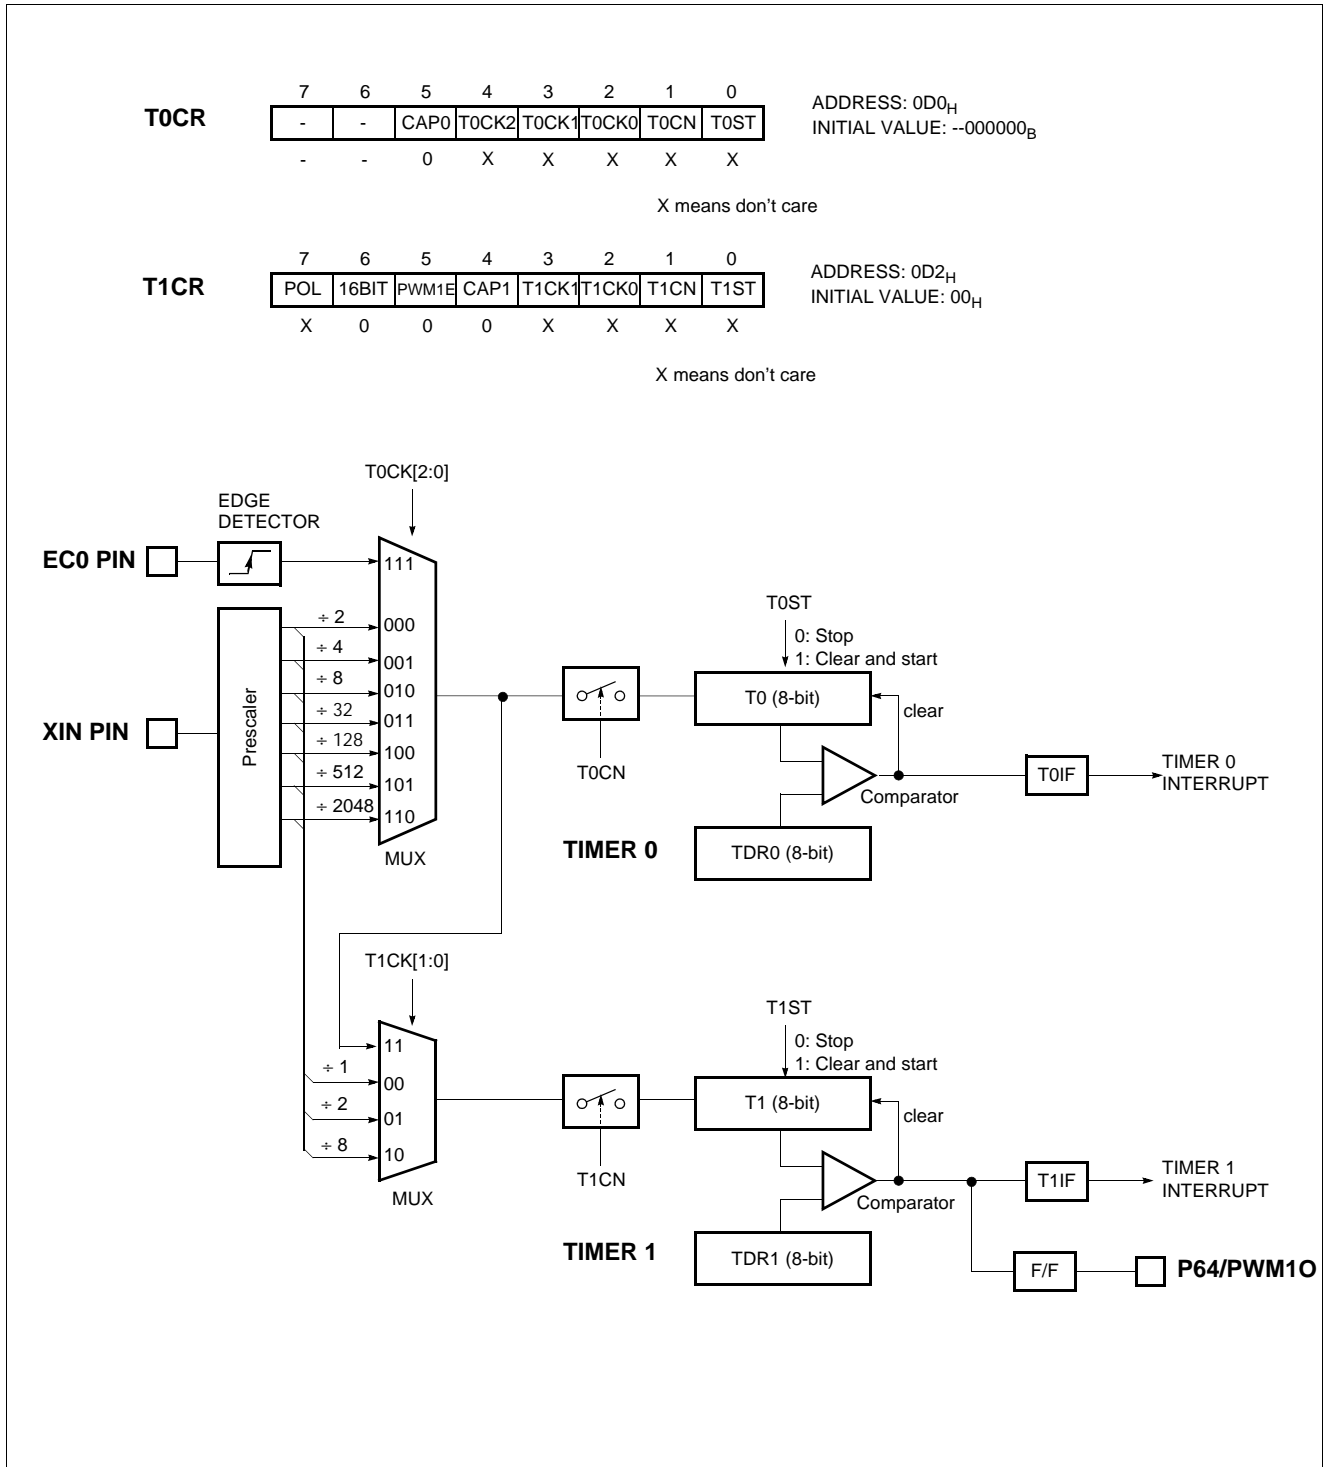 7 6 5 4 3 2 1 0
T0CR - - CAP0 T0CK2 T0CK1 T0CK0 T0CN T0ST
ADDRESS: 0D0H
INITIAL VALUE: --000000B
- - 0 X X X X X
X means don't care
7 6 5 4 3 2 1 0
T1CR POL 16BIT PWM1E CAP1 T1CK1 T1CK0 T1CN T1ST
ADDRESS: 0D2H
INITIAL VALUE: 00H
X 0 0 0 X X X X
X means don't care
T0CK[2:0]
EDGE
DETECTOR
EC0 PIN
111
÷ 2 000
÷ 4 001
÷ 8 010
÷ 32 011
÷ 128 100
÷ 512 101
÷ 2048 110
XIN PIN
Prescaler
MUX
T0CN
T0ST
0: Stop
1: Clear and start
T0 (8-bit)
clear
Comparator
T0IF
TIMER 0
INTERRUPT
TIMER 0
TDR0 (8-bit)
T1CK[1:0]
11
÷ 1 00
÷ 2 01
÷ 8 10
MUX
T1CN
T1ST
0: Stop
1: Clear and start
T1 (8-bit)
clear
Comparator
T1IF
TIMER 1
INTERRUPT
TIMER 1
TDR1 (8-bit)
F/F
P64/PWM1O